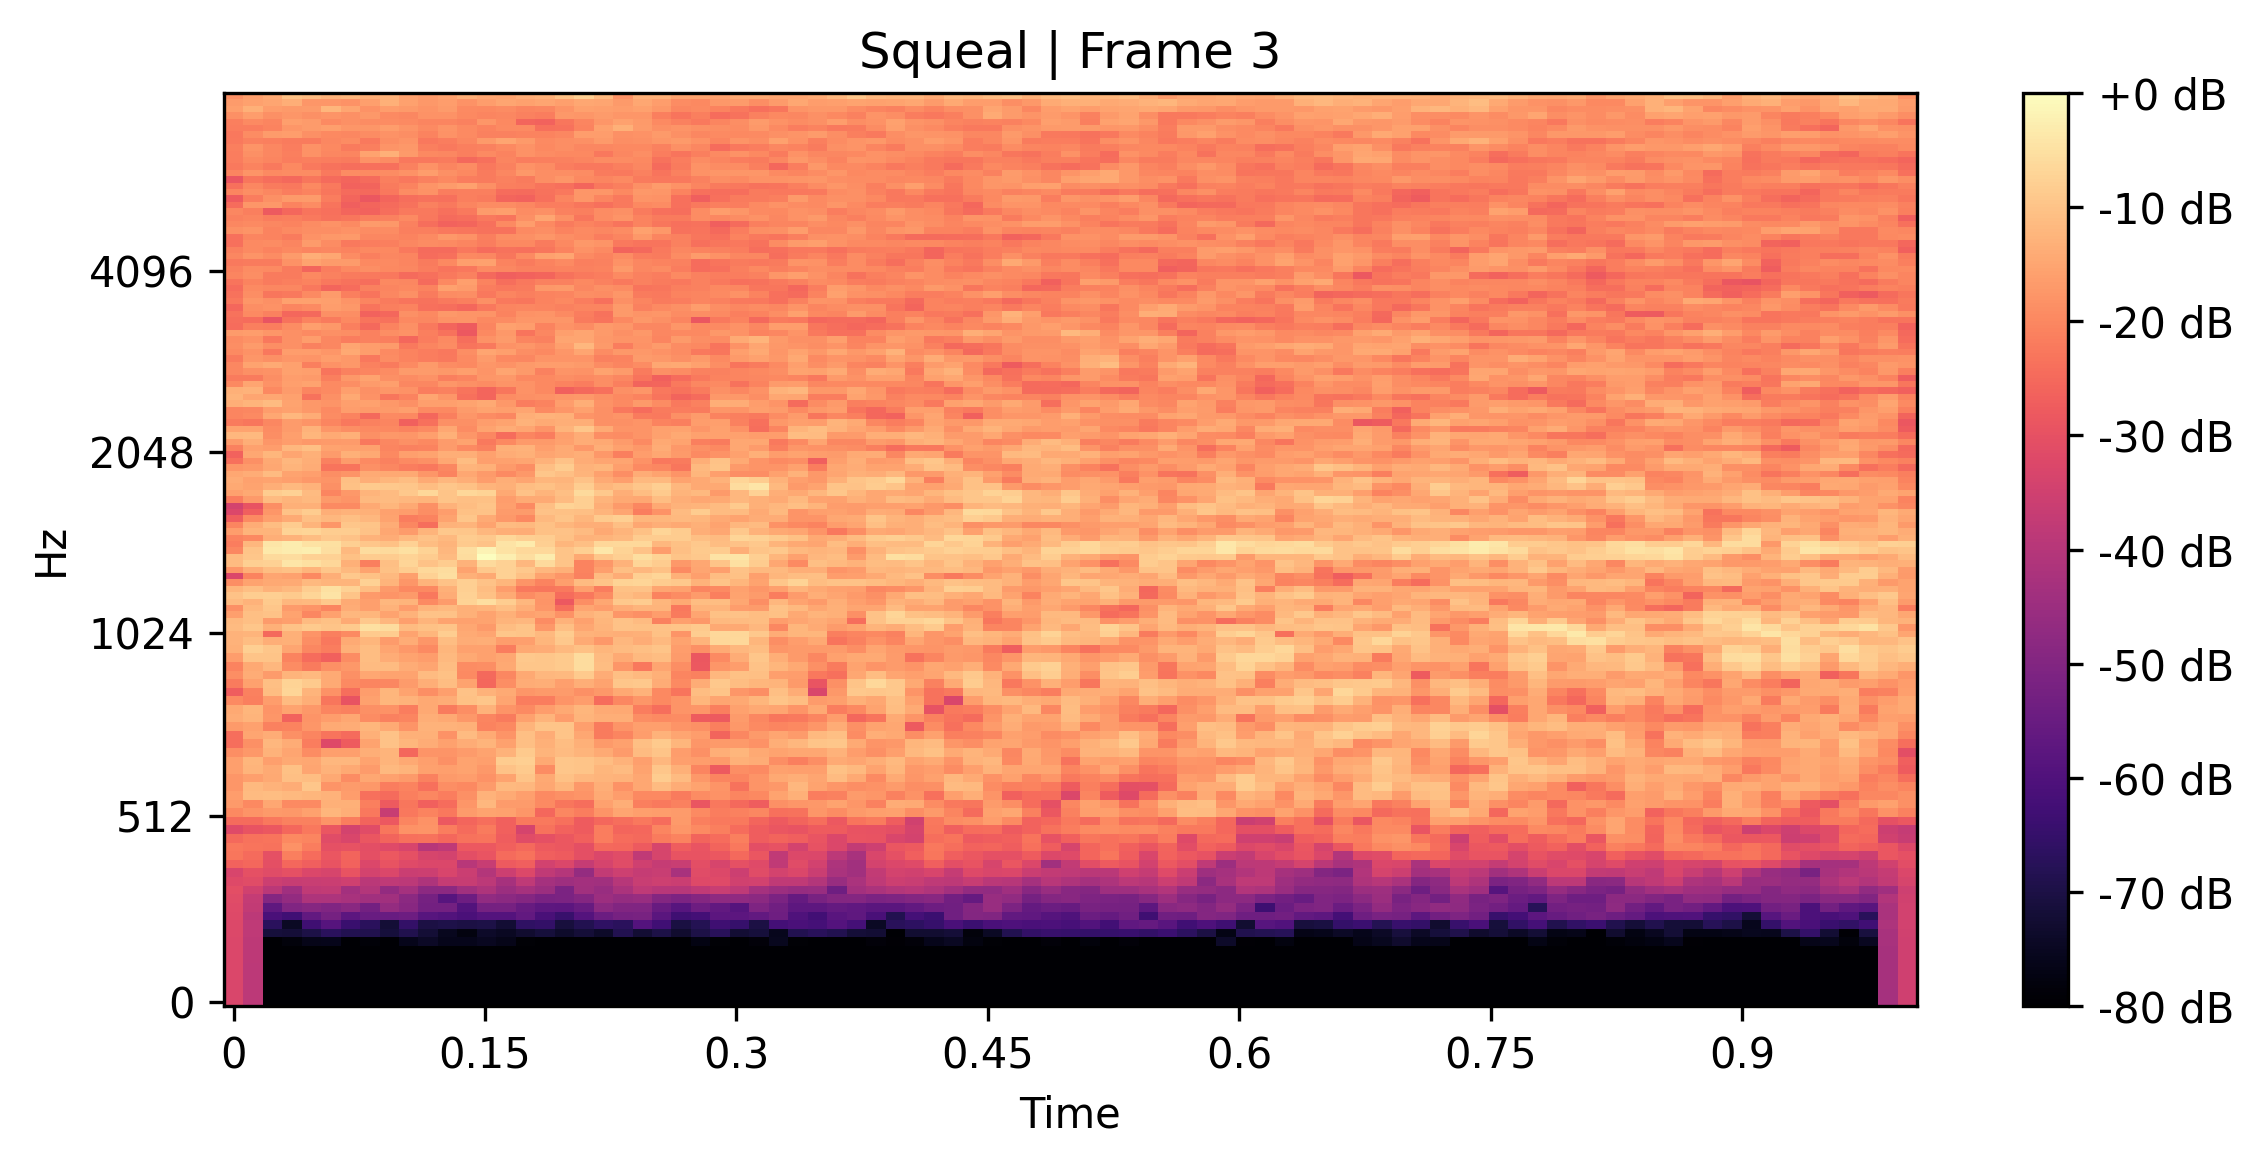 Squeal | Frame 3
Hz
4096
2048
1024
512
0
0 0.15 0.3 0.45 0.6 0.75 0.9
Time
+0 dB
-10 dB
-20 dB
-30 dB
-40 dB
-50 dB
-60 dB
-70 dB
-80 dB